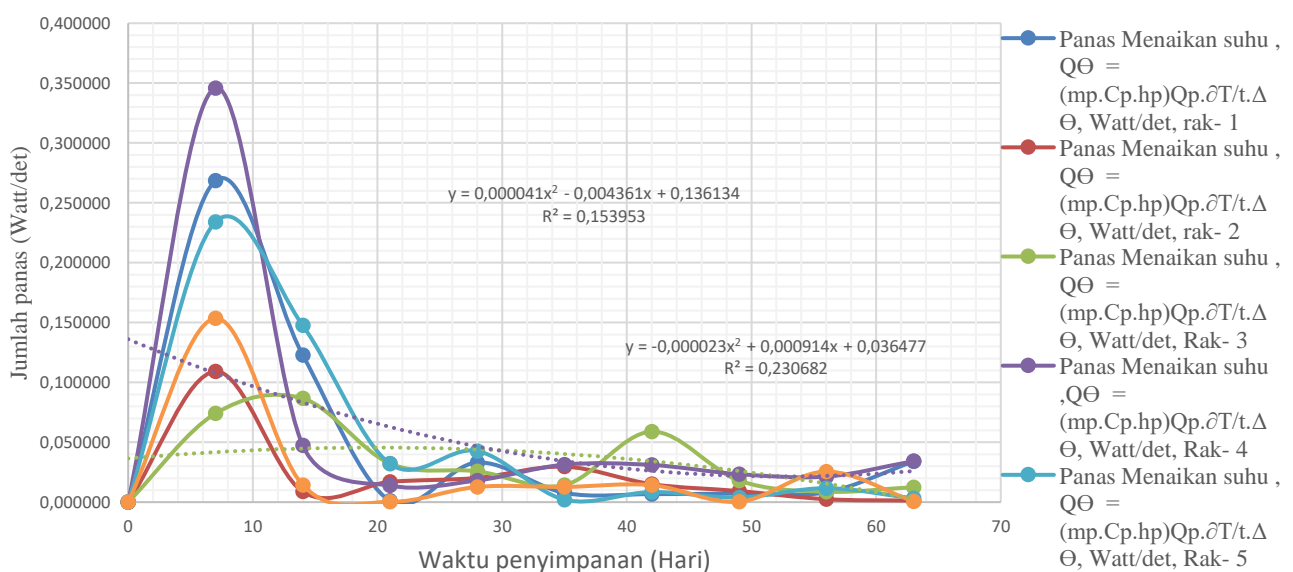 0,400000
0,350000
0,300000
0,250000
0,200000
0,150000
0,100000
0,050000
0,000000
Jumlah panas (Watt/det)
0 10 20 30 40 50 60 70
Waktu penyimpanan (Hari)
y = 0,000041x² - 0,004361x + 0,136134
R² = 0,153953
y = -0,000023x² + 0,000914x + 0,036477
R² = 0,230682
Panas Menaikan suhu ,
QΘ =
(mp.Cp.hp)Qp.∂T/t.Δ
Θ, Watt/det, rak- 1
Panas Menaikan suhu ,
QΘ =
(mp.Cp.hp)Qp.∂T/t.Δ
Θ, Watt/det, rak- 2
Panas Menaikan suhu ,
QΘ =
(mp.Cp.hp)Qp.∂T/t.Δ
Θ, Watt/det, Rak- 3
Panas Menaikan suhu
,QΘ =
(mp.Cp.hp)Qp.∂T/t.Δ
Θ, Watt/det, Rak- 4
Panas Menaikan suhu ,
QΘ =
(mp.Cp.hp)Qp.∂T/t.Δ
Θ, Watt/det, Rak- 5